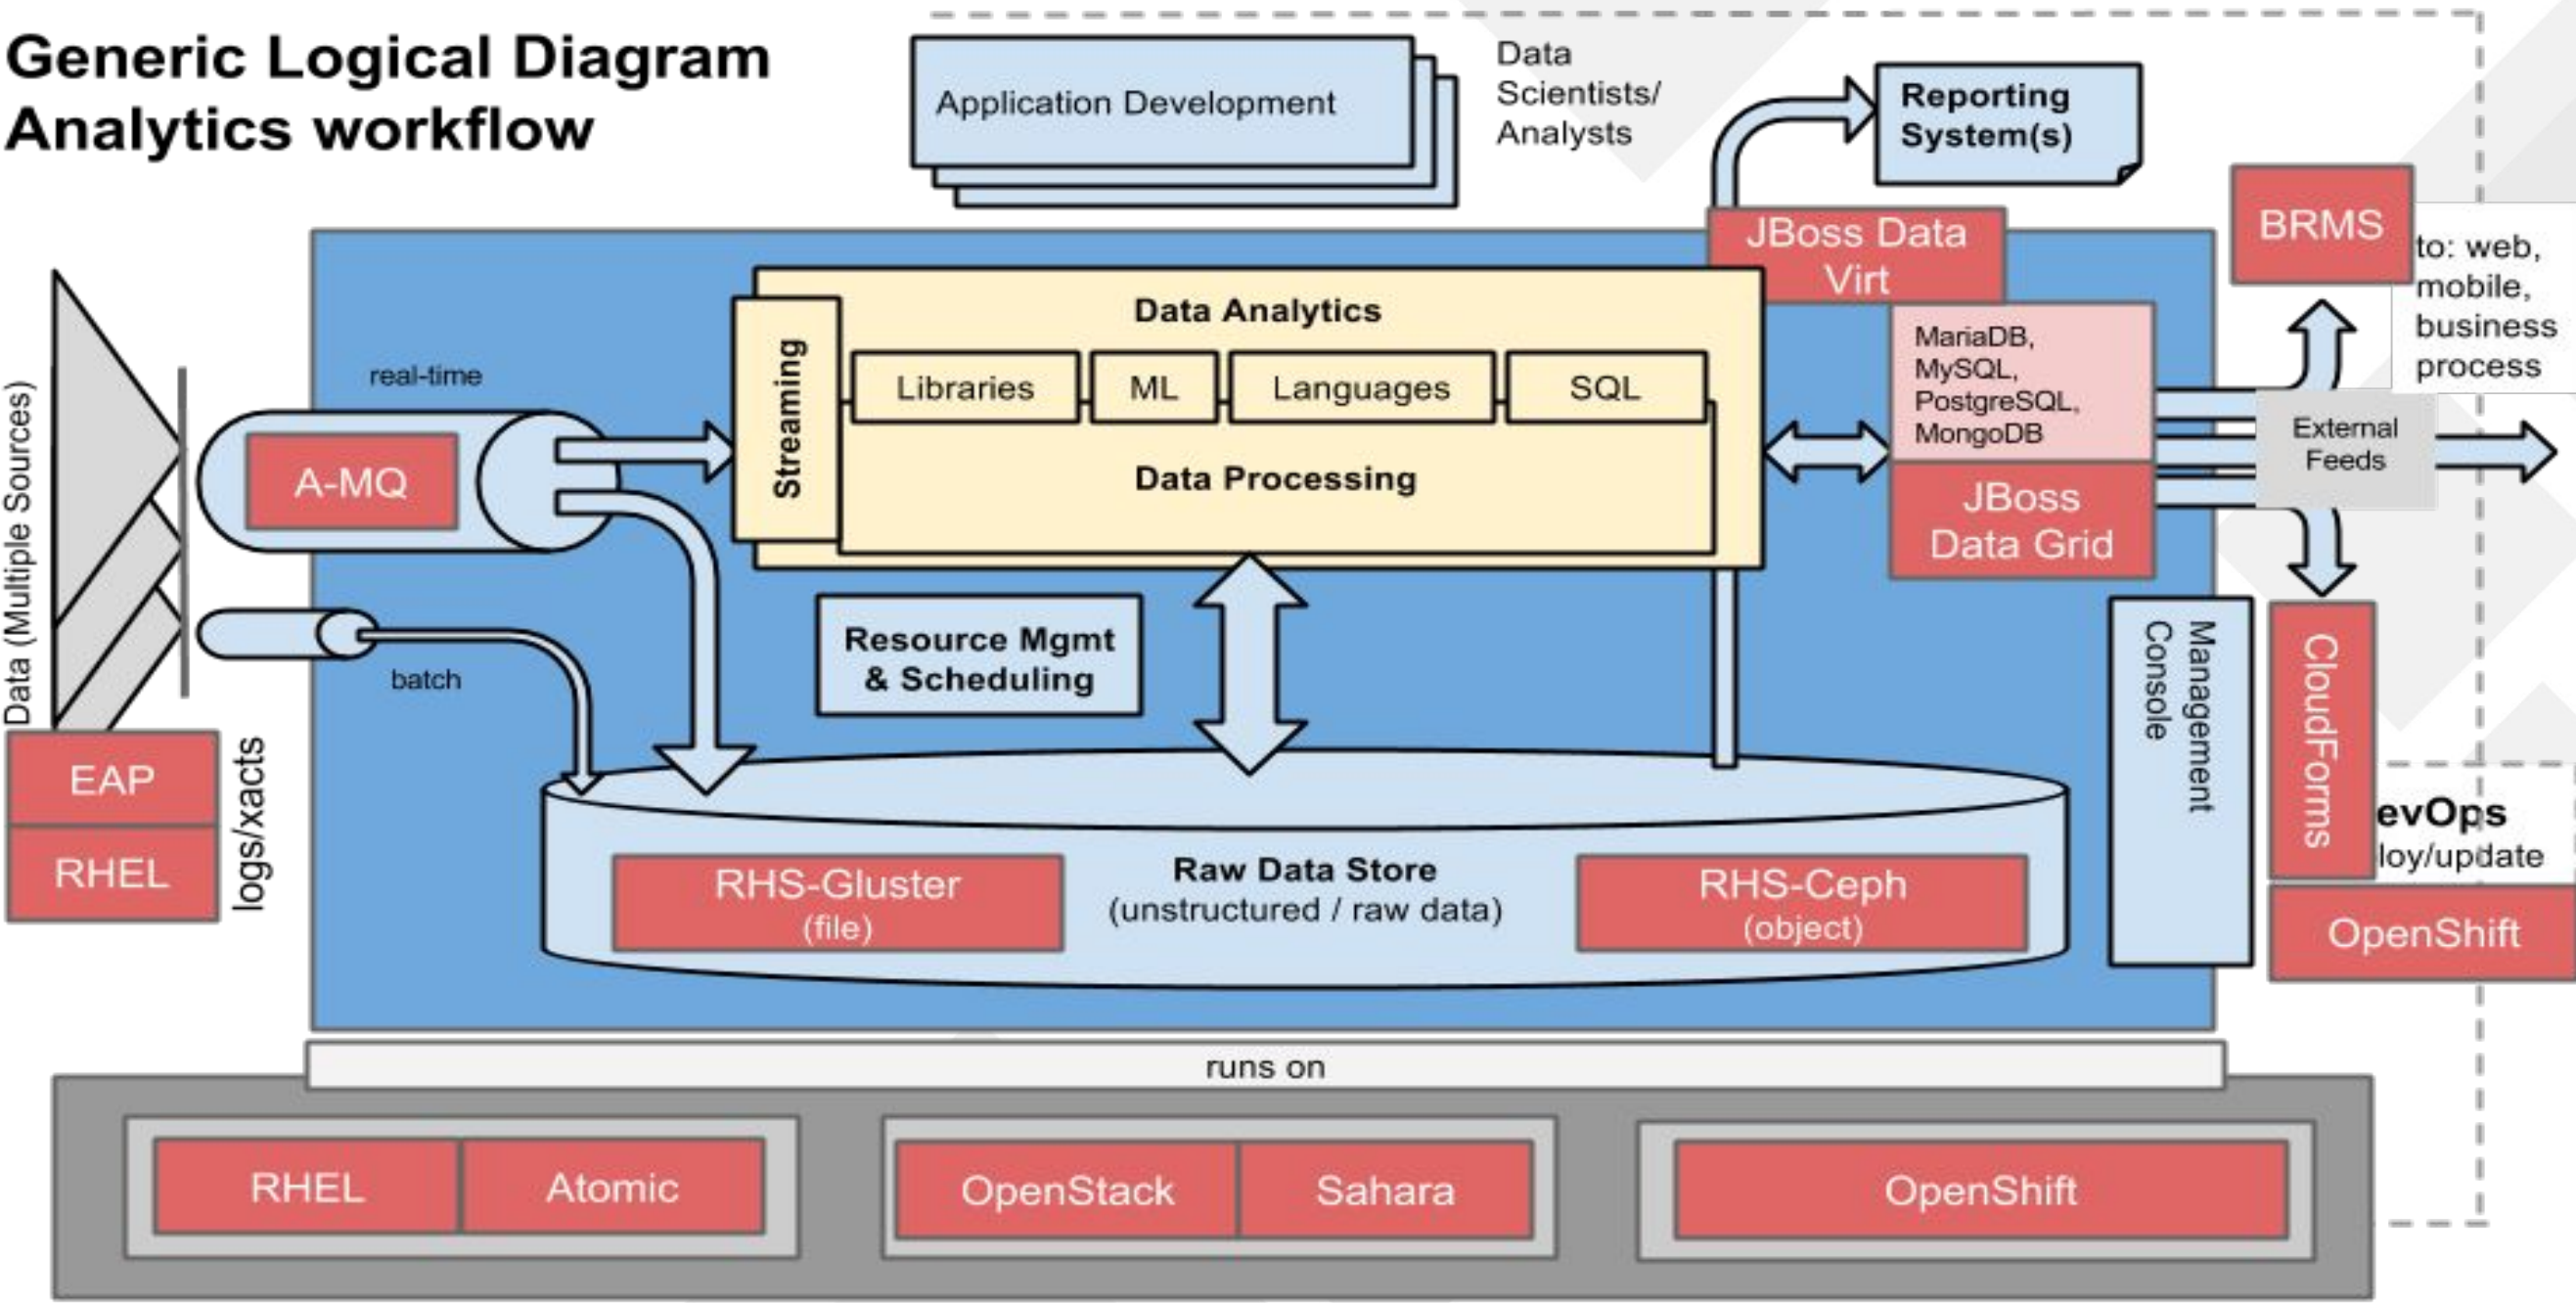 Generic Logical Diagram
Analytics workflow
Application Development
Data
Scientists/
Analysts
Reporting
System(s)
BRMS
to: web,
mobile,
business
process
JBoss Data
Virt
Data Analytics
Libraries
ML
Languages
SQL
Streaming
Data Processing
MariaDB,
MySQL,
PostgreSQL,
MongoDB
JBoss
Data Grid
External
Feeds
Data (Multiple Sources)
real-time
A-MQ
batch
EAP
RHEL
logs/xacts
Resource Mgmt
& Scheduling
Management
Console
CloudForms
evOps
loy/update
OpenShift
RHS-Gluster
(file)
Raw Data Store
(unstructured / raw data)
RHS-Ceph
(object)
runs on
RHEL
Atomic
OpenStack
Sahara
OpenShift